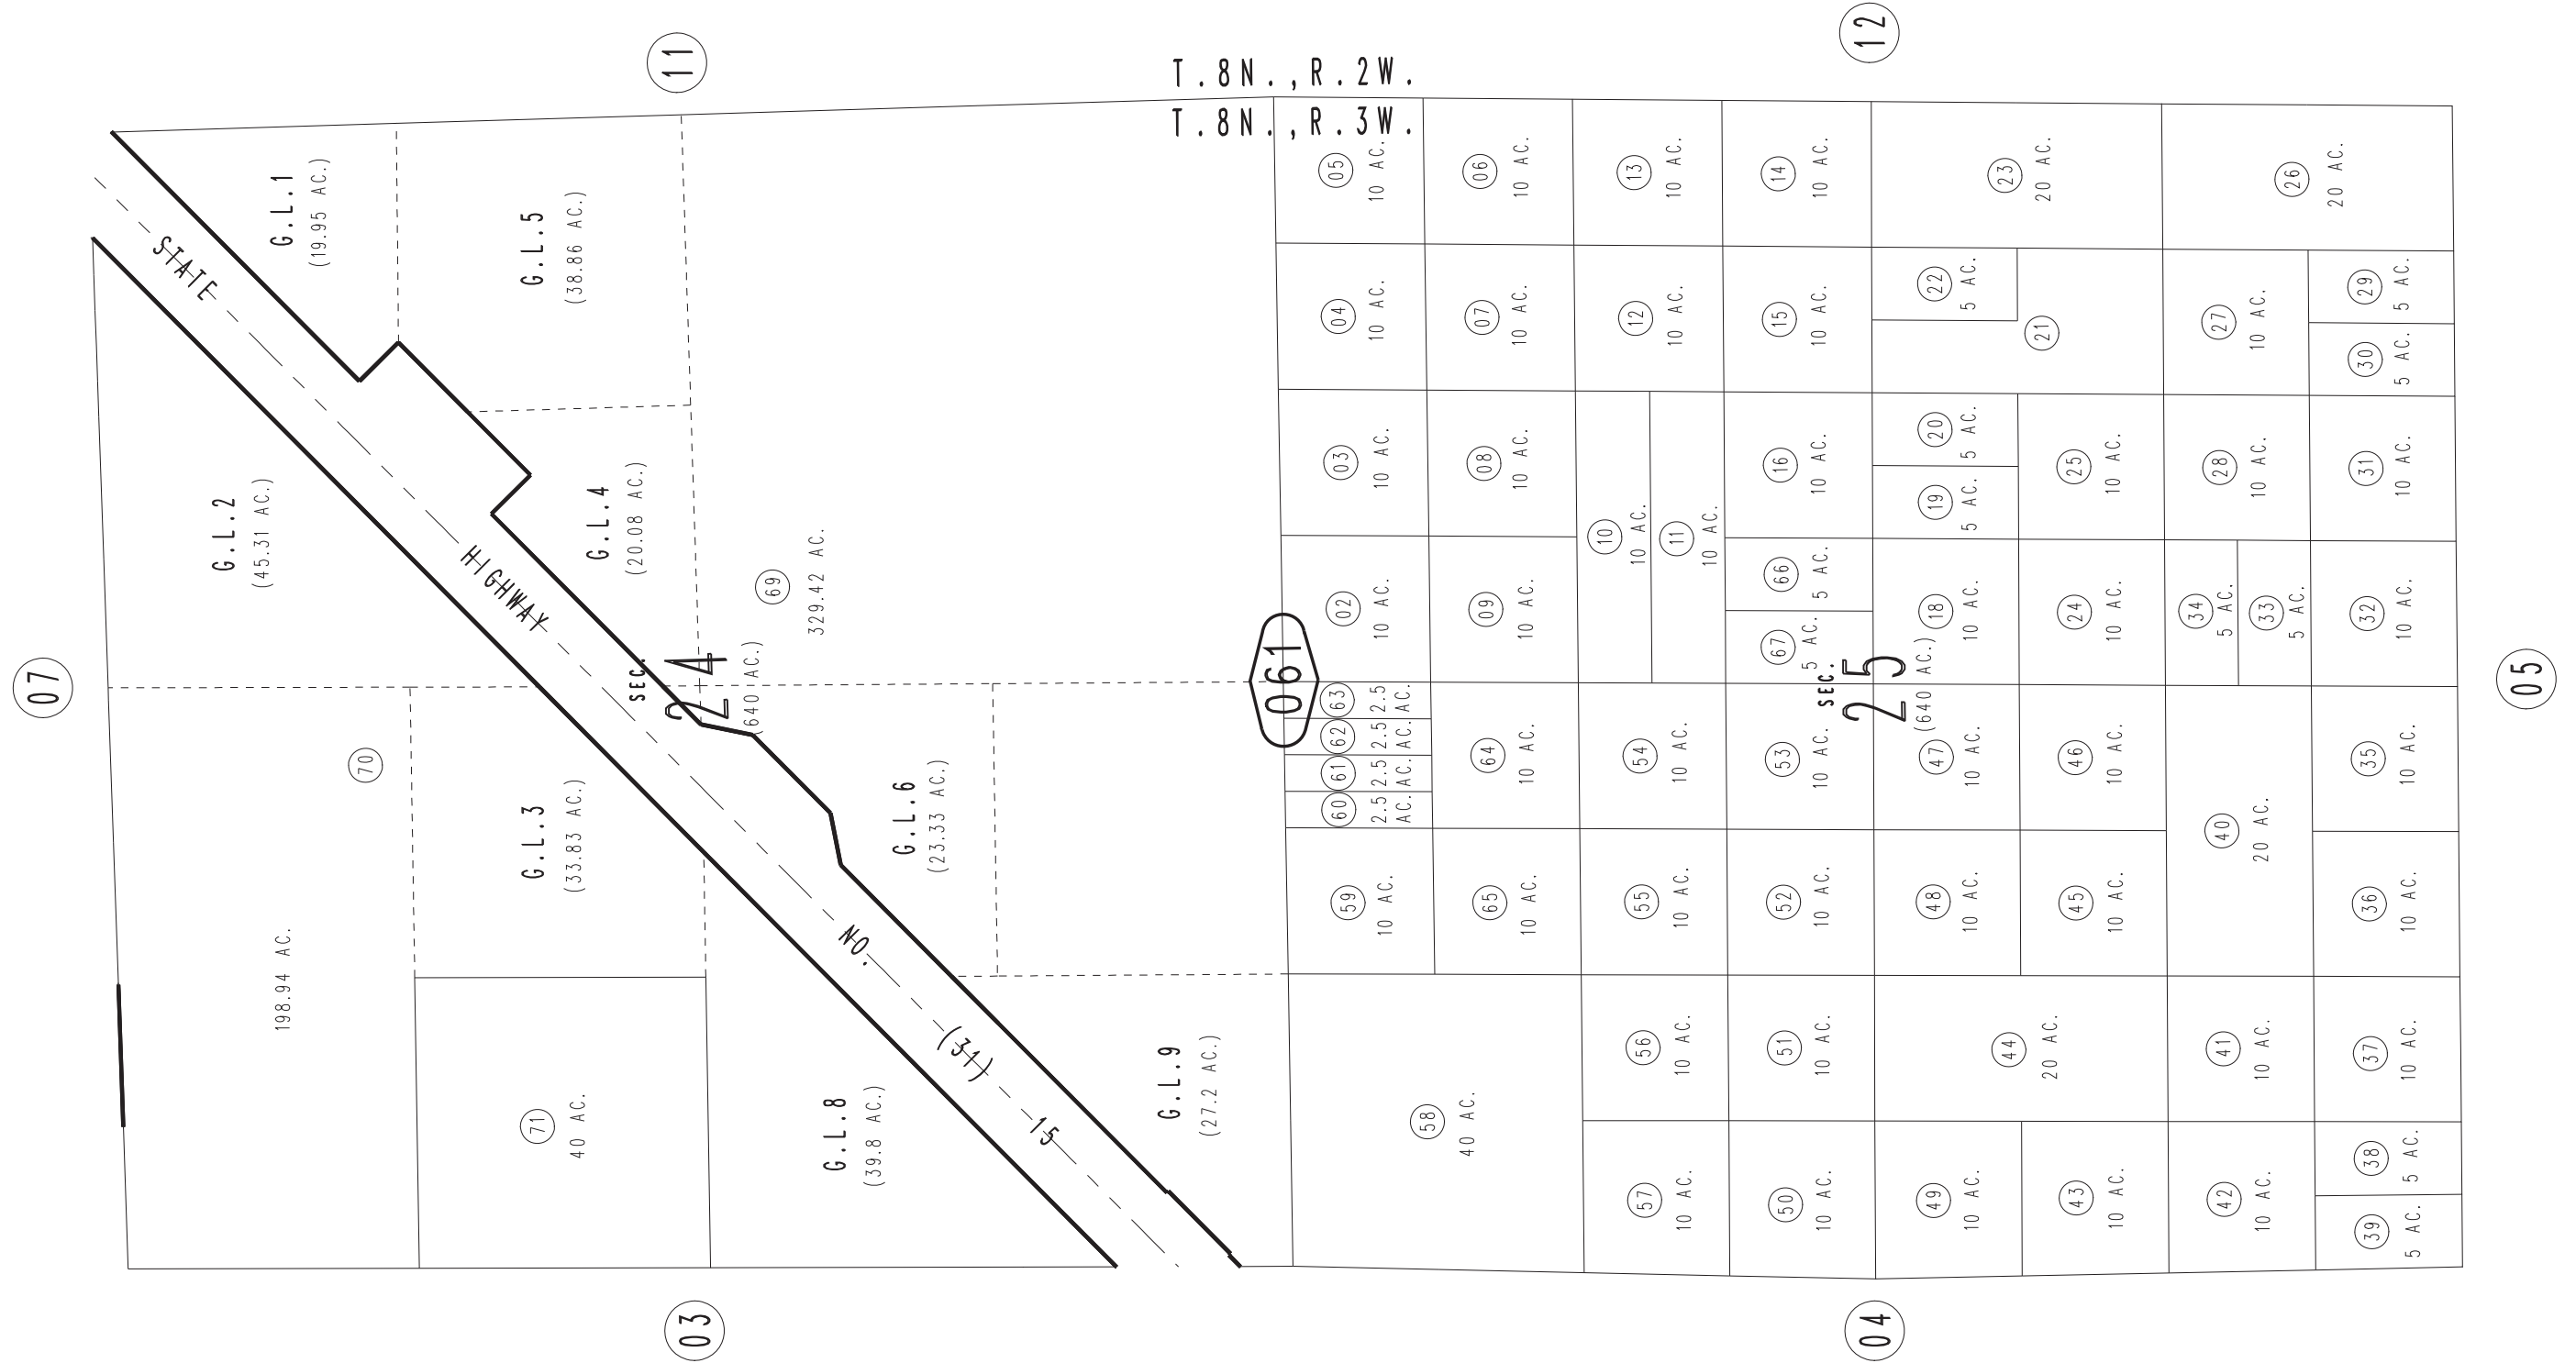 11
12
T.8N.,R.2W.
T.8N.,R.3W.
07
03
04
05
061
STATE
HIGHWAY
NO.
(31)
15
G.L.1
(19.95 AC.)
G.L.5
(38.86 AC.)
G.L.2
(45.31 AC.)
G.L.4
(20.08 AC.)
69
329.42 AC.
SEC.
24
(640 AC.)
70
198.94 AC.
G.L.3
(33.83 AC.)
G.L.6
(23.33 AC.)
71
40 AC.
G.L.8
(39.8 AC.)
G.L.9
(27.2 AC.)
05
10 AC.
06
10 AC.
13
10 AC.
14
10 AC.
23
20 AC.
26
20 AC.
04
10 AC.
07
10 AC.
12
10 AC.
15
10 AC.
22
5 AC.
21
27
10 AC.
29
5 AC.
30
5 AC.
03
10 AC.
08
10 AC.
10
10 AC.
11
10 AC.
16
10 AC.
20
5 AC.
19
5 AC.
25
10 AC.
28
10 AC.
31
10 AC.
02
10 AC.
09
10 AC.
66
5 AC.
67
5 AC.
18
10 AC.
24
10 AC.
34
5 AC.
33
5 AC.
32
10 AC.
SEC.
25
(640 AC.)
63
2.5
AC.
62
2.5
AC.
61
2.5
AC.
60
2.5
AC.
64
10 AC.
54
10 AC.
53
10 AC.
47
10 AC.
46
10 AC.
40
20 AC.
35
10 AC.
59
10 AC.
65
10 AC.
55
10 AC.
52
10 AC.
48
10 AC.
45
10 AC.
36
10 AC.
58
40 AC.
56
10 AC.
51
10 AC.
44
20 AC.
41
10 AC.
37
10 AC.
57
10 AC.
50
10 AC.
49
10 AC.
43
10 AC.
42
10 AC.
38
5 AC.
39
5 AC.